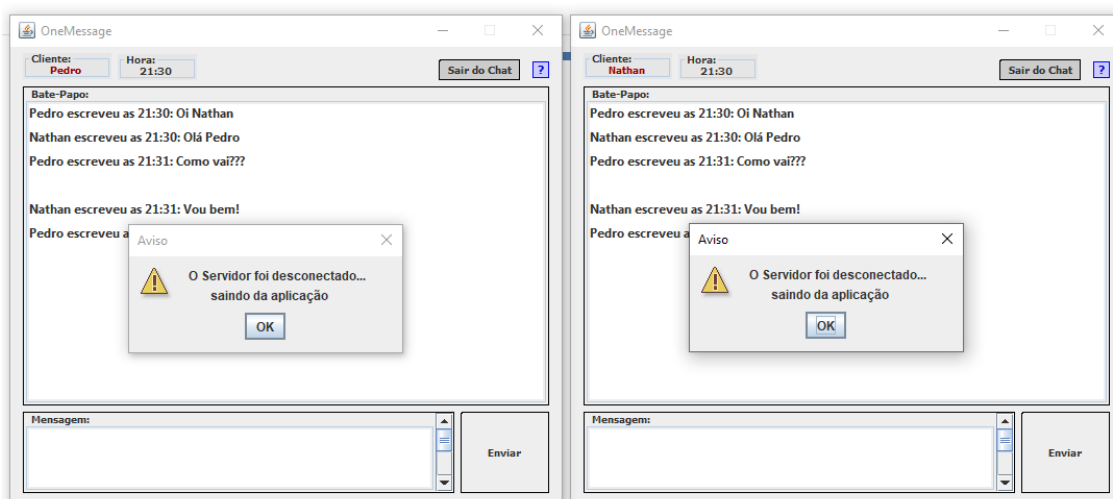 OneMessage
Cliente:
Pedro
Hora:
21:30
Sair do Chat
?
Bate-Papo:
Pedro escreveu as 21:30: Oi Nathan
Nathan escreveu as 21:30: Olá Pedro
Pedro escreveu as 21:31: Como vai???
Nathan escreveu as 21:31: Vou bem!
Pedro escreveu a
Aviso
O Servidor foi desconectado...
saindo da aplicação
OK
Mensagem:
Enviar
OneMessage
Cliente:
Nathan
Hora:
21:30
Sair do Chat
?
Bate-Papo:
Pedro escreveu as 21:30: Oi Nathan
Nathan escreveu as 21:30: Olá Pedro
Pedro escreveu as 21:31: Como vai???
Nathan escreveu as 21:31: Vou bem!
Pedro escreveu a
Aviso
O Servidor foi desconectado...
saindo da aplicação
OK
Mensagem:
Enviar